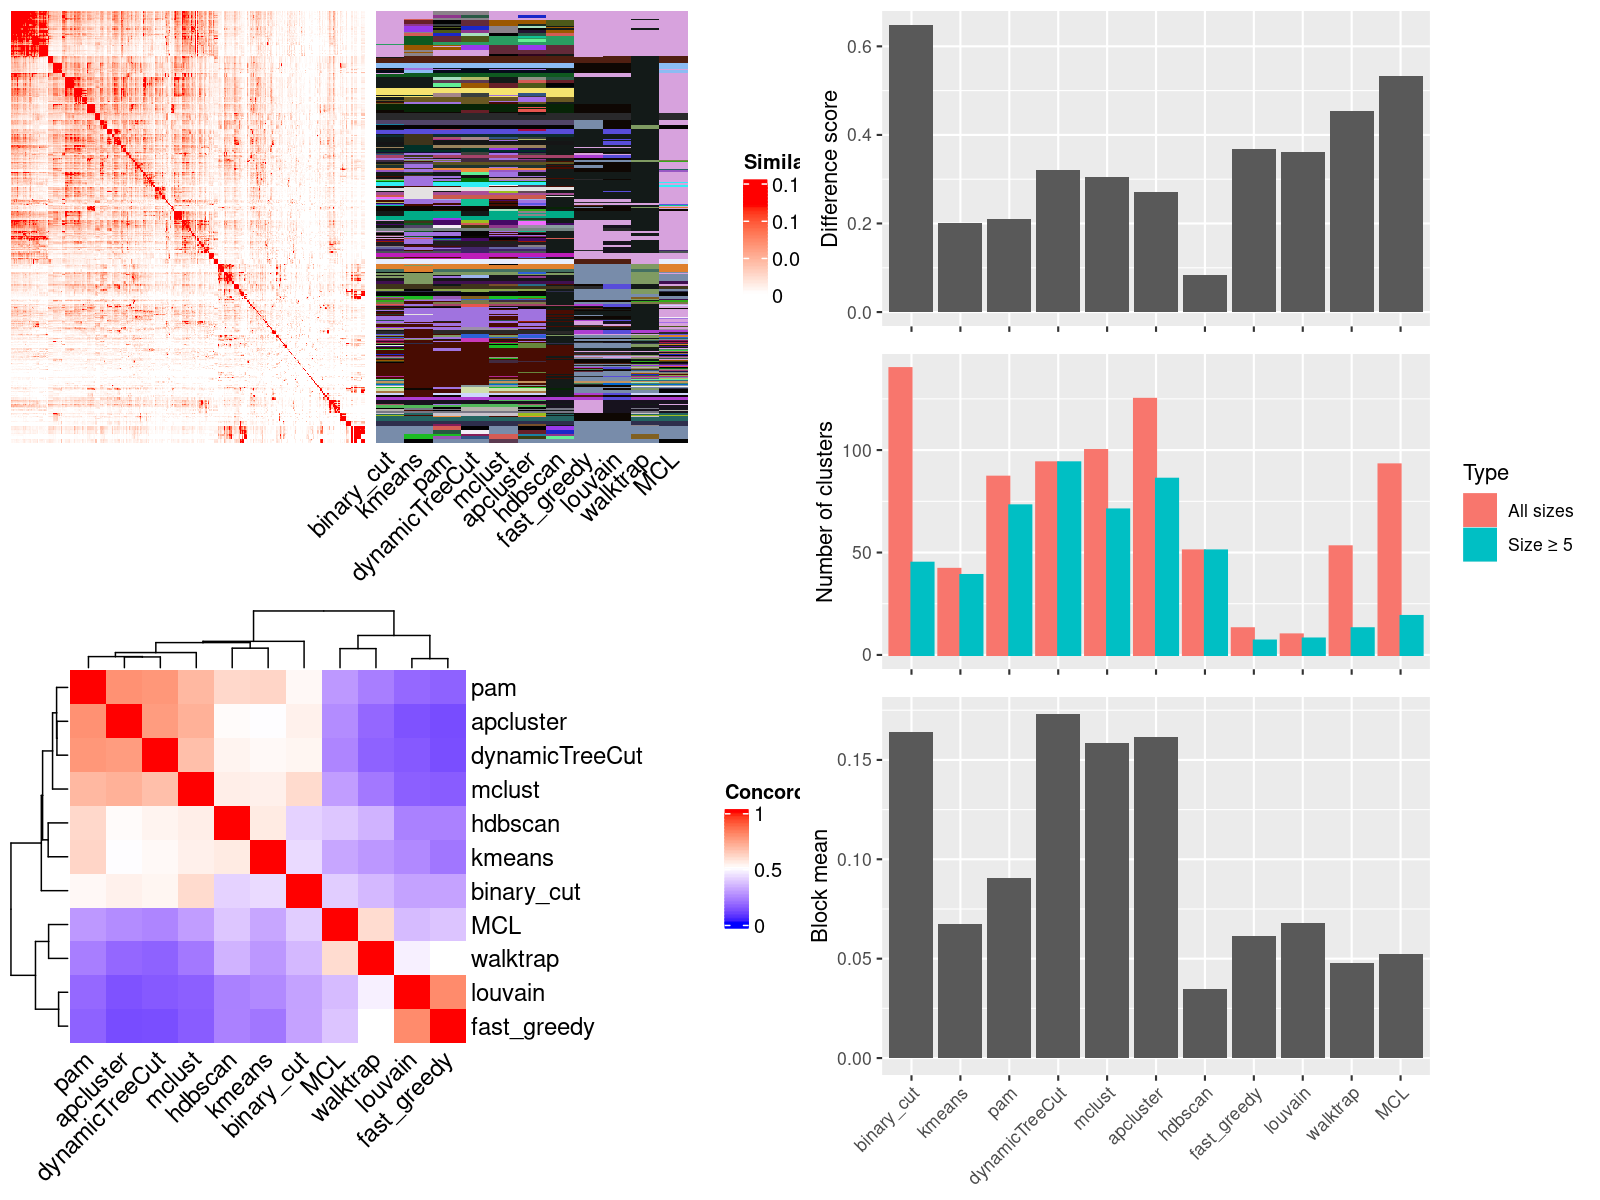 Simila
0.1
0.1
0.0
0
binary_cut
kmeans
pam
dynamicTreeCut
mclust
apcluster
hdbscan
fast_greedy
louvain
walktrap
MCL
pam
apcluster
dynamicTreeCut
mclust
hdbscan
kmeans
binary_cut
MCL
walktrap
louvain
fast_greedy
pam
apcluster
dynamicTreeCut
mclust
hdbscan
kmeans
binary_cut
MCL
walktrap
louvain
fast_greedy
Concord
1
0.5
0
Difference score
0.6
0.4
0.2
0.0
Number of clusters
100
50
0
Type
All sizes
Size ≥ 5
Block mean
0.15
0.10
0.05
0.00
binary_cut
kmeans
pam
dynamicTreeCut
mclust
apcluster
hdbscan
fast_greedy
louvain
walktrap
MCL